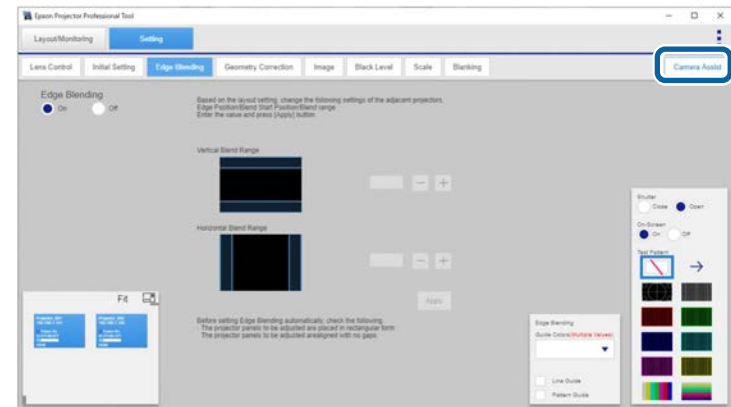 Epson Projector Professional Tool
Layout/Monitoring
Setting
Lens Control
Initial Setting
Edge Blending
Geometry Correction
Image
Black Level
Scale
Blanking
Camera Assist
Edge Blending
On
Off
Based on the layout setting, change the following settings of the adjacent projectors.
Edge Position/Blend Start Position/Blend range
Enter the value and press [Apply] button.
Vertical Blend Range
Horizontal Blend Range
Apply
Before setting Edge Blending automatically, check the following.
- The projector panels to be adjusted are placed in rectangular form
- The projector panels to be adjusted arealigned with no gaps.
Fit
Edge Blending
Guide Colors(Multiple Values)
Line Guide
Pattern Guide
Shutter
Close
Open
On-Screen
On
Off
Test Pattern